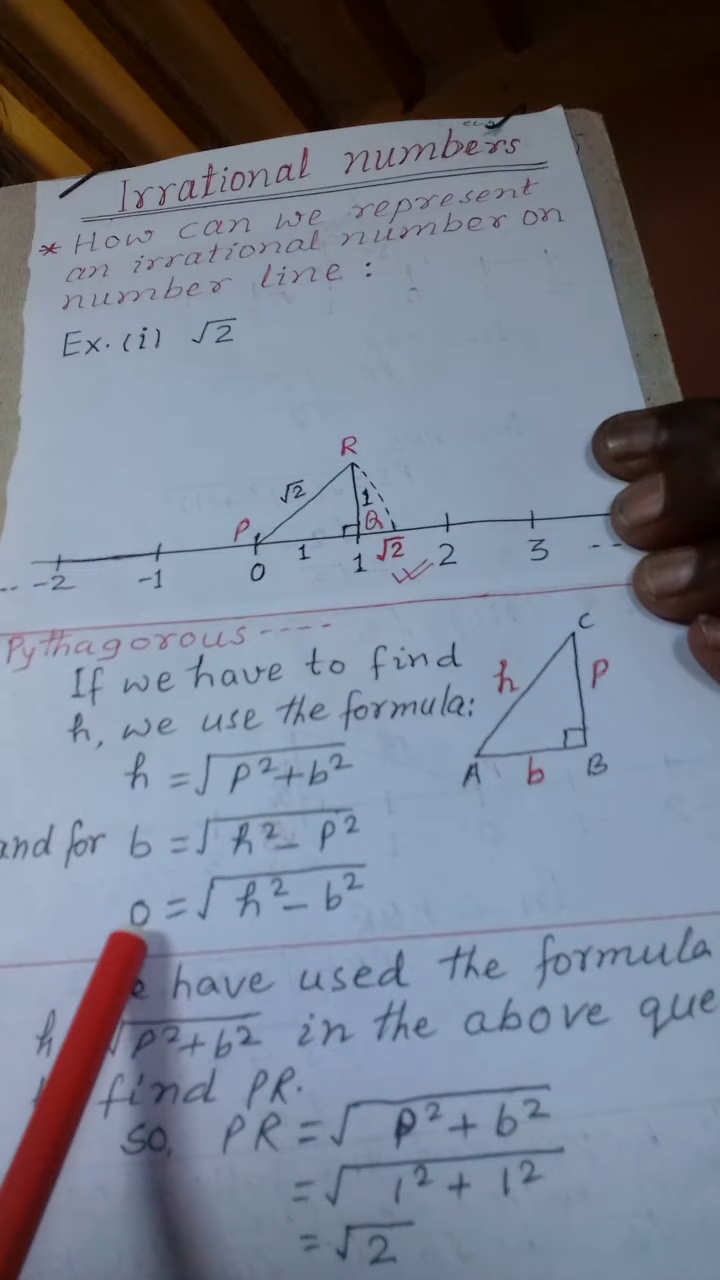 Irrational numbers
* How can we represent
an irrational number on
number line :
Ex. (i) √2
R
√2
1
P
Q
-- -2 -1 0 1 1 √2 2 3 --
Pythagorous ----
If we have to find
h, we use the formula:
h = √p²+b²
and for b = √h²- p²
= √h²- b²
C
h
p
A b B
have used the formula
h √p²+b² in the above que
find PR.
so, PR = √p²+b²
= √1²+1²
= √2